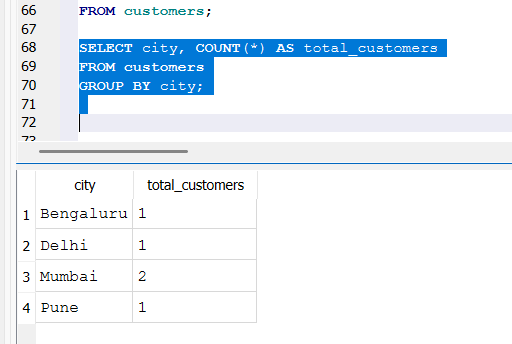 66 FROM customers;
67
68 SELECT city, COUNT(*) AS total_customers
69 FROM customers
70 GROUP BY city;
71
72
73
city total_customers
1 Bengaluru 1
2 Delhi 1
3 Mumbai 2
4 Pune 1